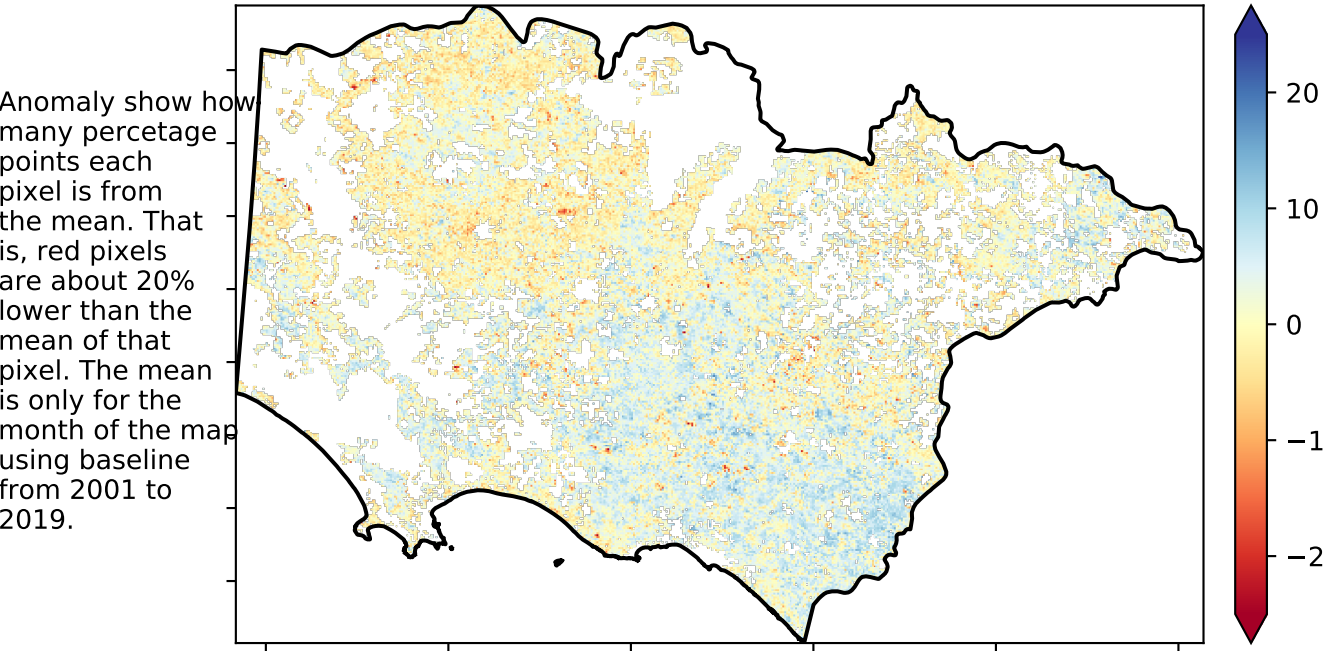 Anomaly show how
many percetage
points each
pixel is from
the mean. That
is, red pixels
are about 20%
lower than the
mean of that
pixel. The mean
is only for the
month of the map
using baseline
from 2001 to
2019.
20
10
0
−1
−2